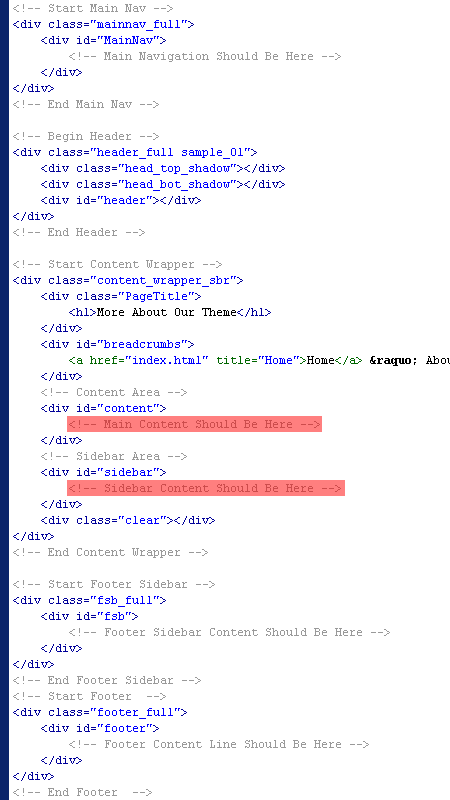 <!-- Start Main Nav -->
<div class="mainnav_full">
<div id="MainNav">
<!-- Main Navigation Should Be Here -->
</div>
</div>
<!-- End Main Nav -->
<!-- Begin Header -->
<div class="header_full sample_01">
<div class="head_top_shadow"></div>
<div class="head_bot_shadow"></div>
<div id="header"></div>
</div>
<!-- End Header -->
<!-- Start Content Wrapper -->
<div class="content_wrapper_sbr">
<div class="PageTitle">
<h1>More About Our Theme</h1>
</div>
<div id="breadcrumbs">
<a href="index.html" title="Home">Home</a> &raquo; Abou
</div>
<!-- Content Area -->
<div id="content">
<!-- Main Content Should Be Here -->
</div>
<!-- Sidebar Area -->
<div id="sidebar">
<!-- Sidebar Content Should Be Here -->
</div>
<div class="clear"></div>
</div>
<!-- End Content Wrapper -->
<!-- Start Footer Sidebar -->
<div class="fsb_full">
<div id="fsb">
<!-- Footer Sidebar Content Should Be Here -->
</div>
</div>
<!-- End Footer Sidebar -->
<!-- Start Footer  -->
<div class="footer_full">
<div id="footer">
<!-- Footer Content Line Should Be Here -->
</div>
</div>
<!-- End Footer  -->